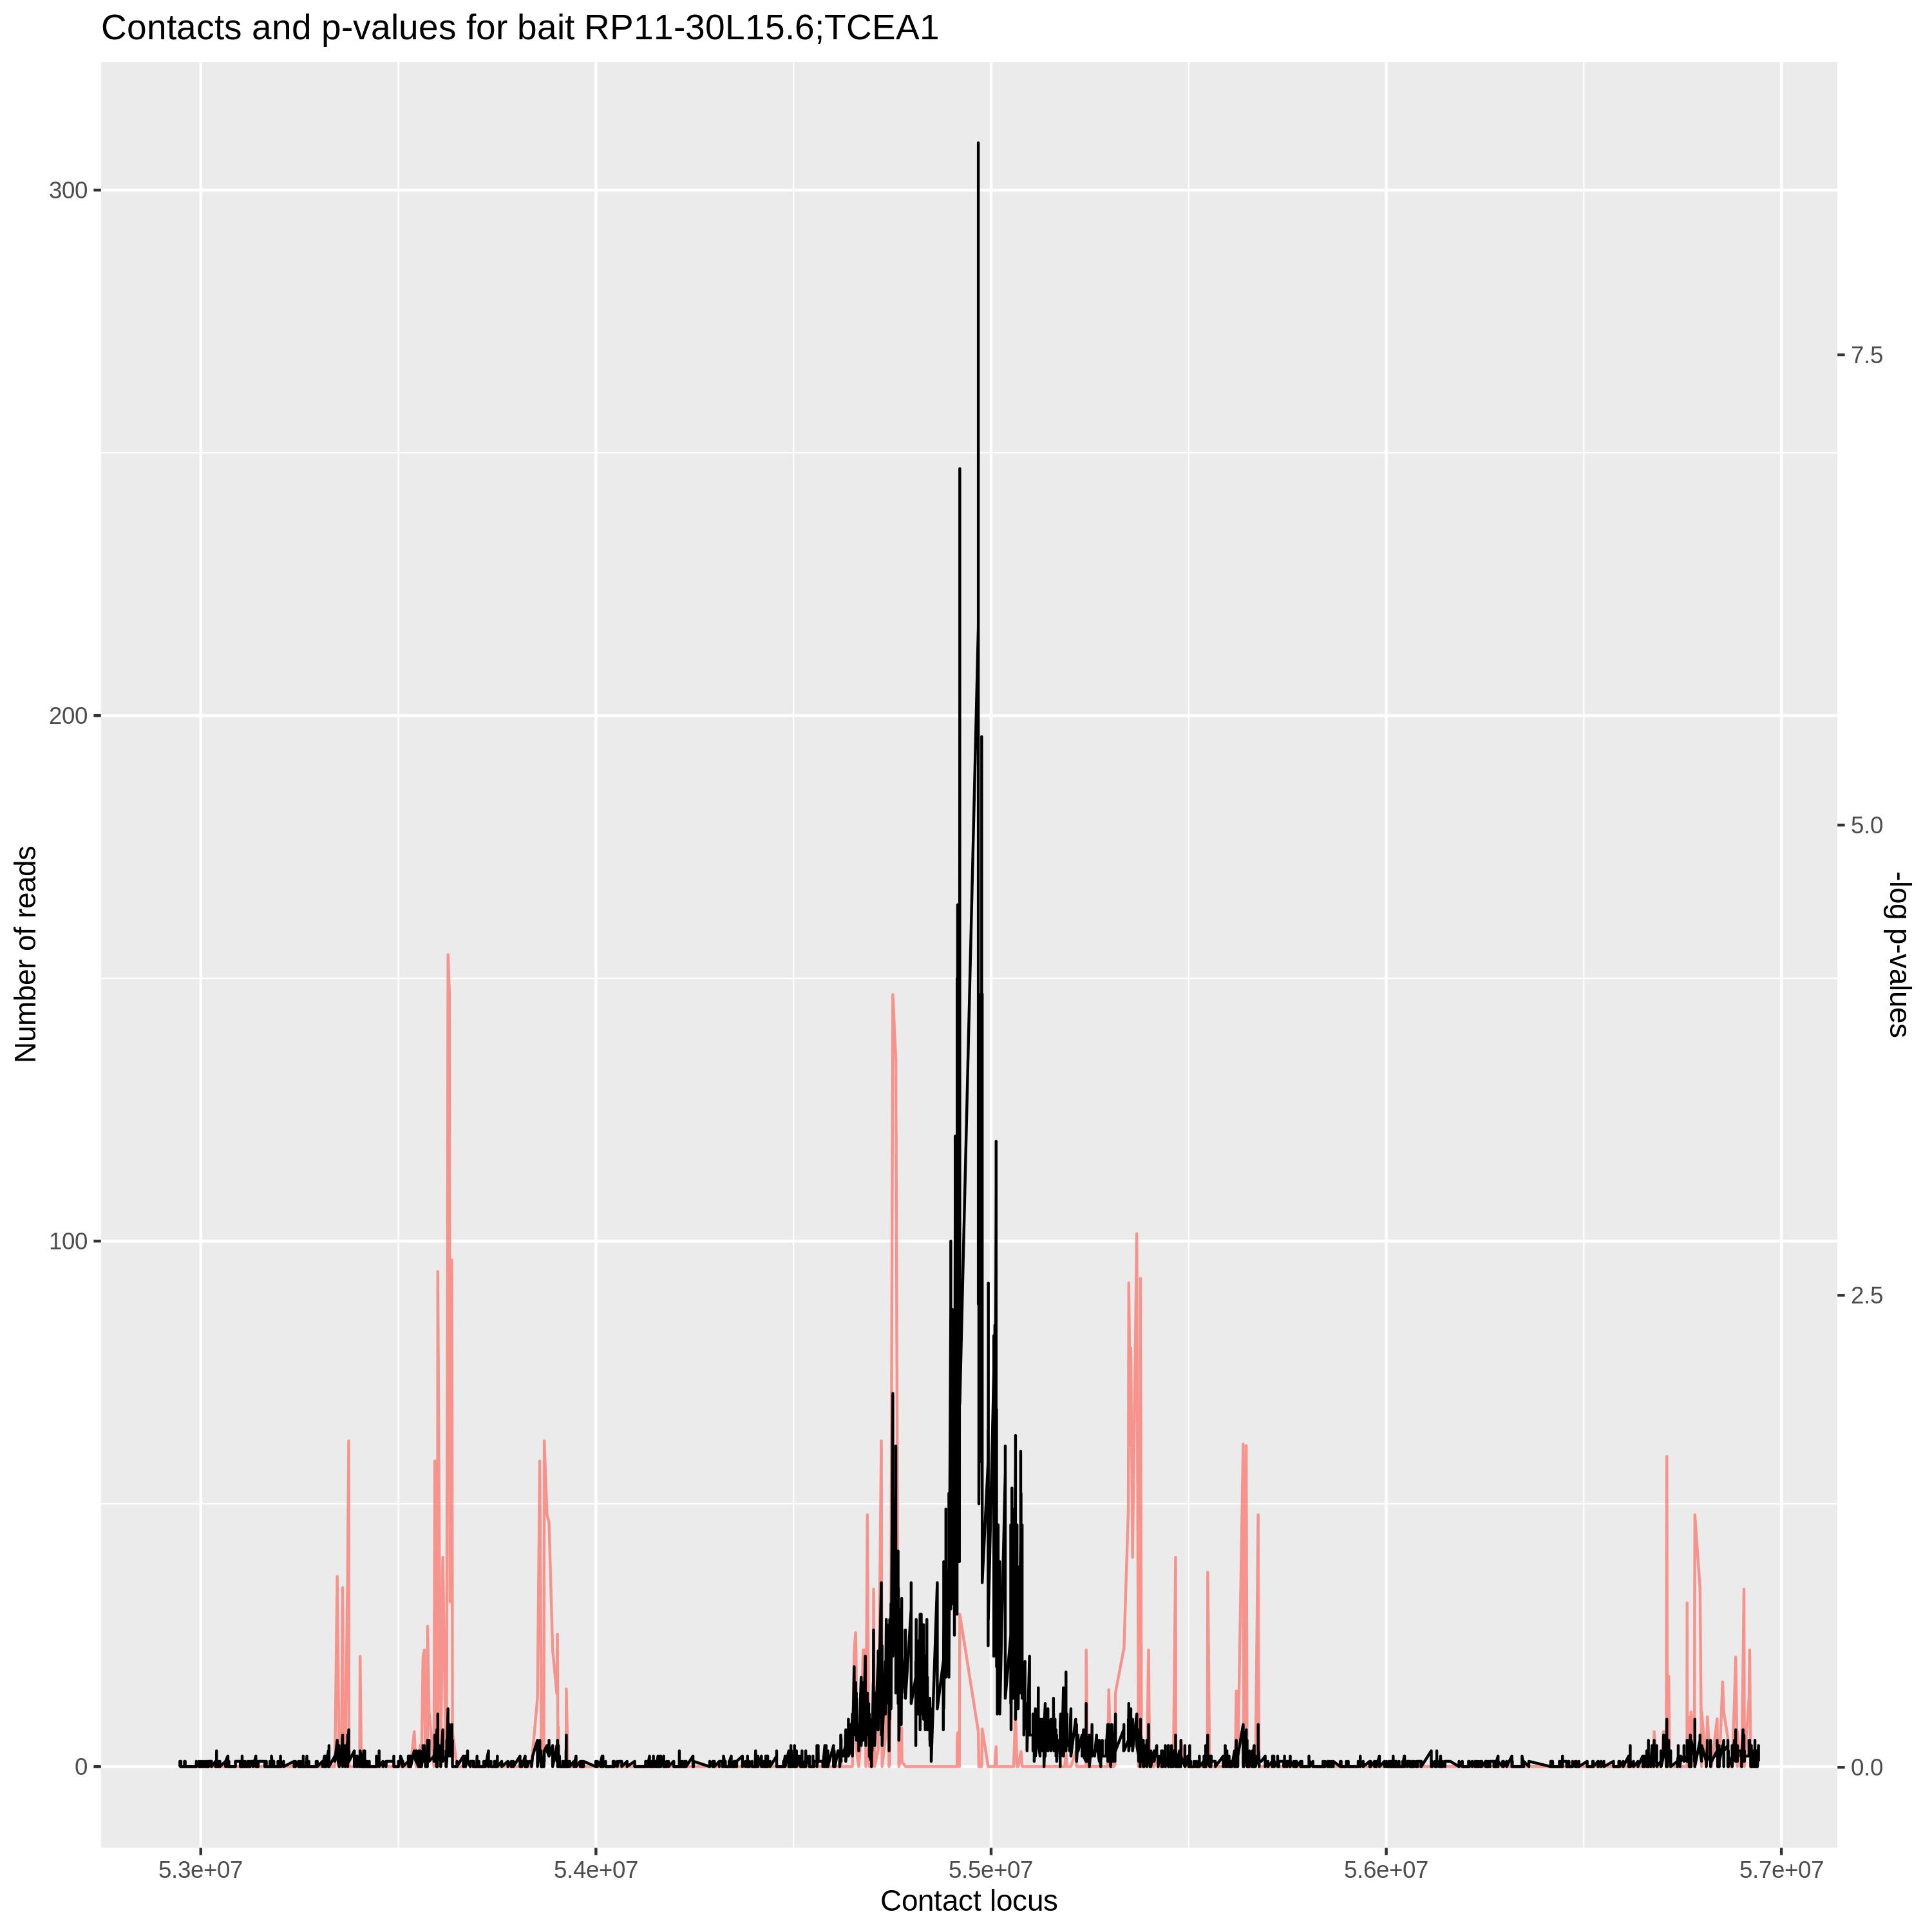 Contacts and p-values for bait RP11-30L15.6;TCEA1
300
200
100
0
Number of reads
7.5
5.0
2.5
0.0
-log p-values
5.3e+07
5.4e+07
5.5e+07
5.6e+07
5.7e+07
Contact locus